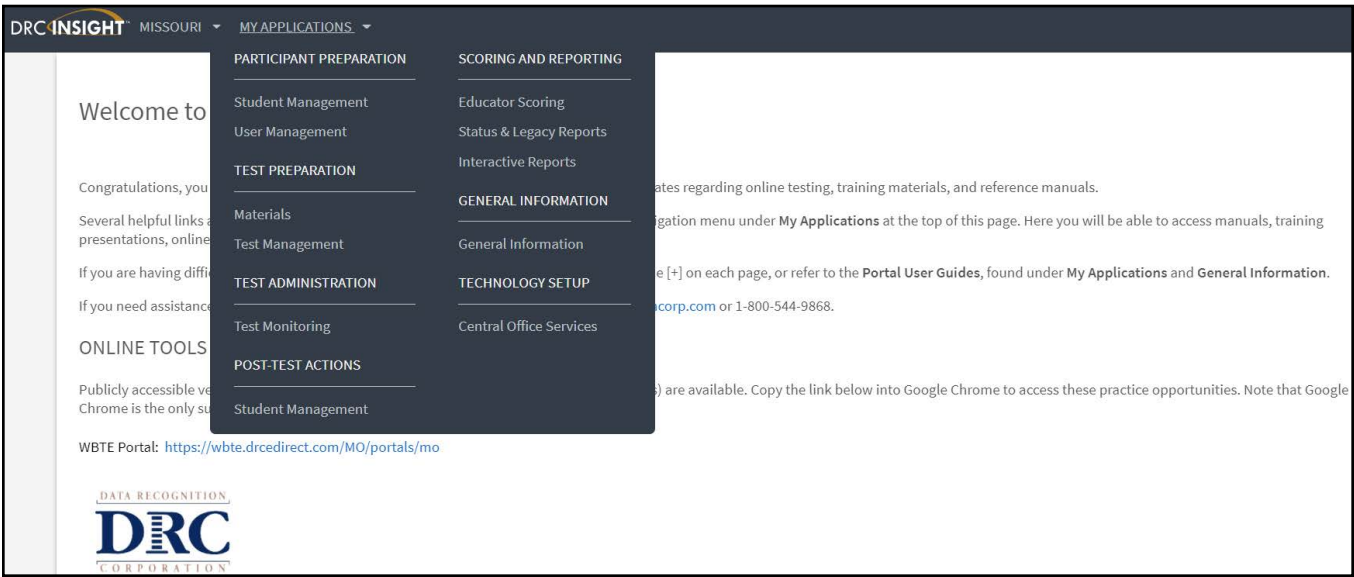 DRC INSIGHT MISSOURI MY APPLICATIONS
PARTICIPANT PREPARATION
Student Management
User Management
TEST PREPARATION
Materials
Test Management
TEST ADMINISTRATION
Test Monitoring
POST-TEST ACTIONS
Student Management
SCORING AND REPORTING
Educator Scoring
Status & Legacy Reports
Interactive Reports
GENERAL INFORMATION
General Information
TECHNOLOGY SETUP
Central Office Services
Welcome to
Congratulations, you ates regarding online testing, training materials, and reference manuals.
Several helpful links igation menu under My Applications at the top of this page. Here you will be able to access manuals, training
presentations, online
If you are having diffi e [+] on each page, or refer to the Portal User Guides, found under My Applications and General Information.
If you need assistance corp.com or 1-800-544-9868.
ONLINE TOOLS
Publicly accessible ve s) are available. Copy the link below into Google Chrome to access these practice opportunities. Note that Google
Chrome is the only su
WBTE Portal: https://wbte.drcedirect.com/MO/portals/mo
DATA RECOGNITION
DRC
CORPORATION